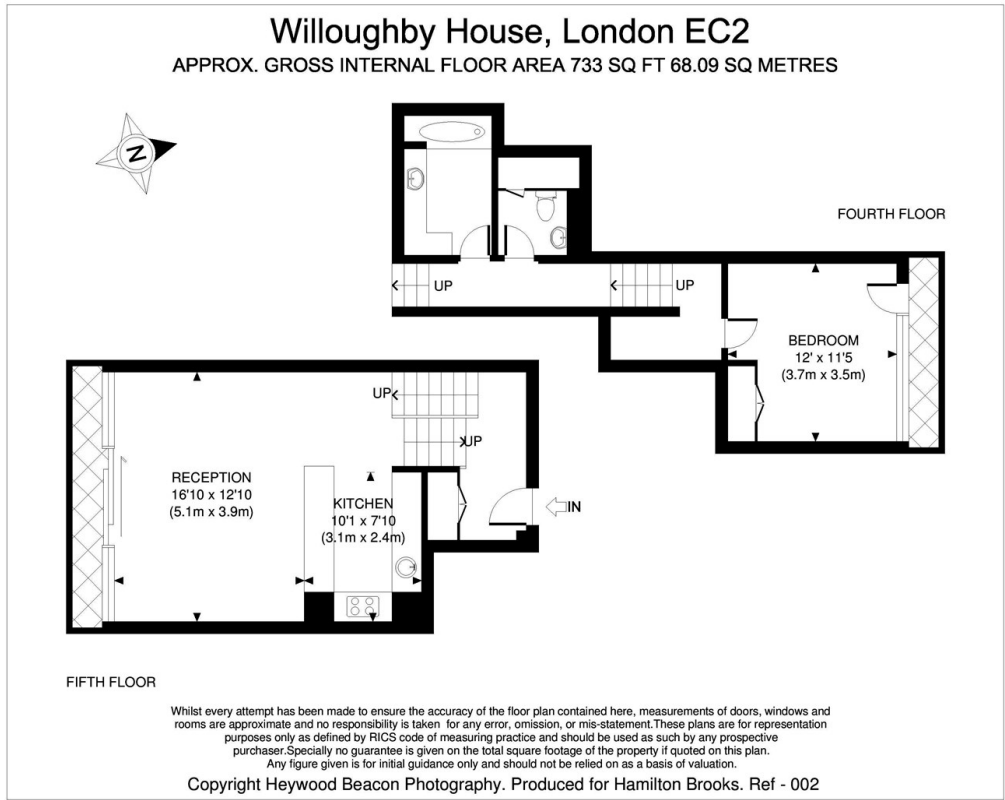 Willoughby House, London EC2
APPROX. GROSS INTERNAL FLOOR AREA 733 SQ FT 68.09 SQ METRES
N
FOURTH FLOOR
UP
UP
BEDROOM
12' x 11'5
(3.7m x 3.5m)
UP
UP
RECEPTION
16'10 x 12'10
(5.1m x 3.9m)
KITCHEN
10'1 x 7'10
(3.1m x 2.4m)
IN
FIFTH FLOOR
Whilst every attempt has been made to ensure the accuracy of the floor plan contained here, measurements of doors, windows and
rooms are approximate and no responsibility is taken for any error, omission, or mis-statement.These plans are for representation
purposes only as defined by RICS code of measuring practice and should be used as such by any prospective
purchaser.Specially no guarantee is given on the total square footage of the property if quoted on this plan.
Any figure given is for initial guidance only and should not be relied on as a basis of valuation.
Copyright Heywood Beacon Photography. Produced for Hamilton Brooks. Ref - 002